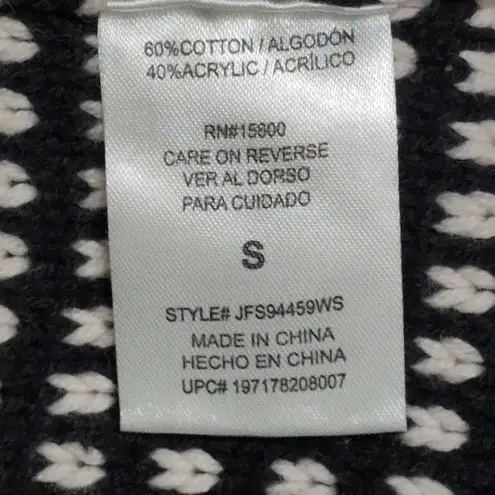 60%COTTON / ALGODÓN
40%ACRYLIC / ACRÍLICO
RN#15800
CARE ON REVERSE
VER AL DORSO
PARA CUIDADO
S
STYLE# JFS94459WS
MADE IN CHINA
HECHO EN CHINA
UPC# 197178208007